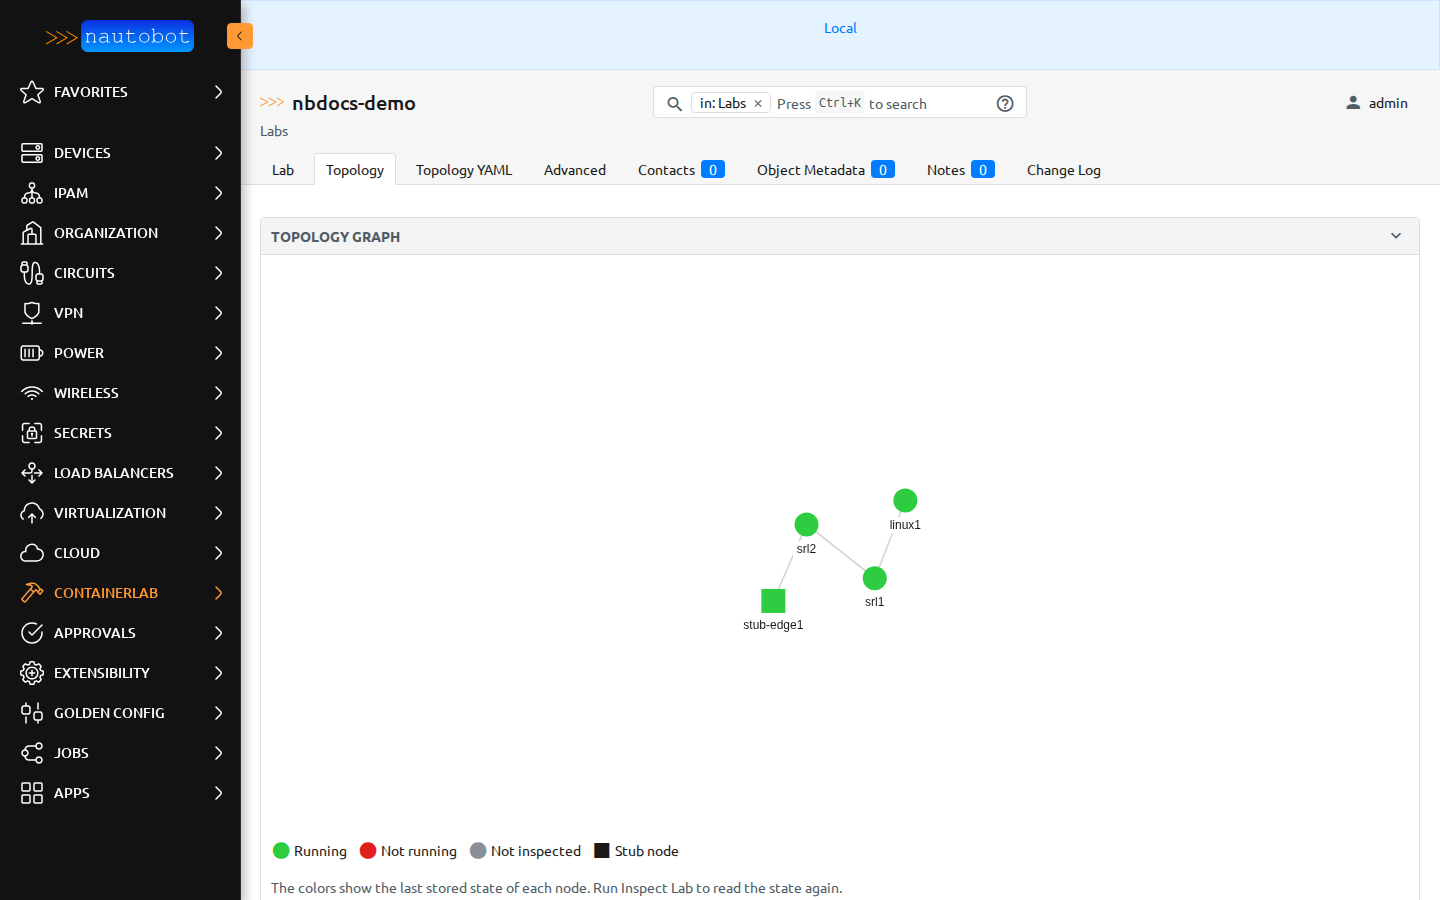 nautobot
Local
FAVORITES
nbdocs-demo
in: Labs × Press Ctrl+K to search
admin
Labs
Lab
Topology
Topology YAML
Advanced
Contacts 0
Object Metadata 0
Notes 0
Change Log
DEVICES
IPAM
ORGANIZATION
CIRCUITS
VPN
POWER
WIRELESS
SECRETS
LOAD BALANCERS
VIRTUALIZATION
CLOUD
CONTAINERLAB
APPROVALS
EXTENSIBILITY
GOLDEN CONFIG
JOBS
APPS
TOPOLOGY GRAPH
linux1
srl2
srl1
stub-edge1
Running
Not running
Not inspected
Stub node
The colors show the last stored state of each node. Run Inspect Lab to read the state again.